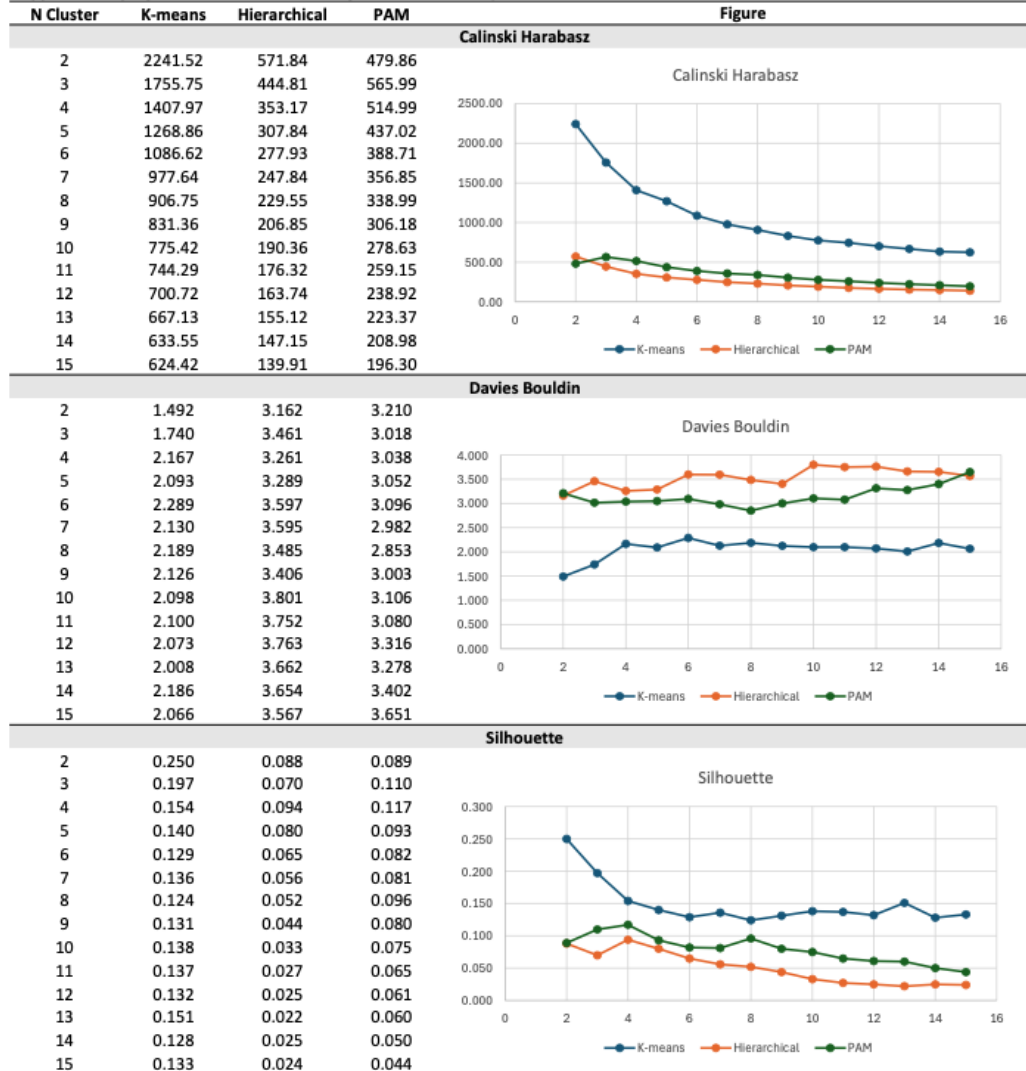 N Cluster K-means Hierarchical PAM Figure
Calinski Harabasz
2 2241.52 571.84 479.86
3 1755.75 444.81 565.99
4 1407.97 353.17 514.99
5 1268.86 307.84 437.02
6 1086.62 277.93 388.71
7 977.64 247.84 356.85
8 906.75 229.55 338.99
9 831.36 206.85 306.18
10 775.42 190.36 278.63
11 744.29 176.32 259.15
12 700.72 163.74 238.92
13 667.13 155.12 223.37
14 633.55 147.15 208.98
15 624.42 139.91 196.30
Calinski Harabasz
2500.00
2000.00
1500.00
1000.00
500.00
0.00
0 2 4 6 8 10 12 14 16
K-means Hierarchical PAM
Davies Bouldin
2 1.492 3.162 3.210
3 1.740 3.461 3.018
4 2.167 3.261 3.038
5 2.093 3.289 3.052
6 2.289 3.597 3.096
7 2.130 3.595 2.982
8 2.189 3.485 2.853
9 2.126 3.406 3.003
10 2.098 3.801 3.106
11 2.100 3.752 3.080
12 2.073 3.763 3.316
13 2.008 3.662 3.278
14 2.186 3.654 3.402
15 2.066 3.567 3.651
Davies Bouldin
4.000
3.500
3.000
2.500
2.000
1.500
1.000
0.500
0.000
0 2 4 6 8 10 12 14 16
K-means Hierarchical PAM
Silhouette
2 0.250 0.088 0.089
3 0.197 0.070 0.110
4 0.154 0.094 0.117
5 0.140 0.080 0.093
6 0.129 0.065 0.082
7 0.136 0.056 0.081
8 0.124 0.052 0.096
9 0.131 0.044 0.080
10 0.138 0.033 0.075
11 0.137 0.027 0.065
12 0.132 0.025 0.061
13 0.151 0.022 0.060
14 0.128 0.025 0.050
15 0.133 0.024 0.044
Silhouette
0.300
0.250
0.200
0.150
0.100
0.050
0.000
0 2 4 6 8 10 12 14 16
K-means Hierarchical PAM